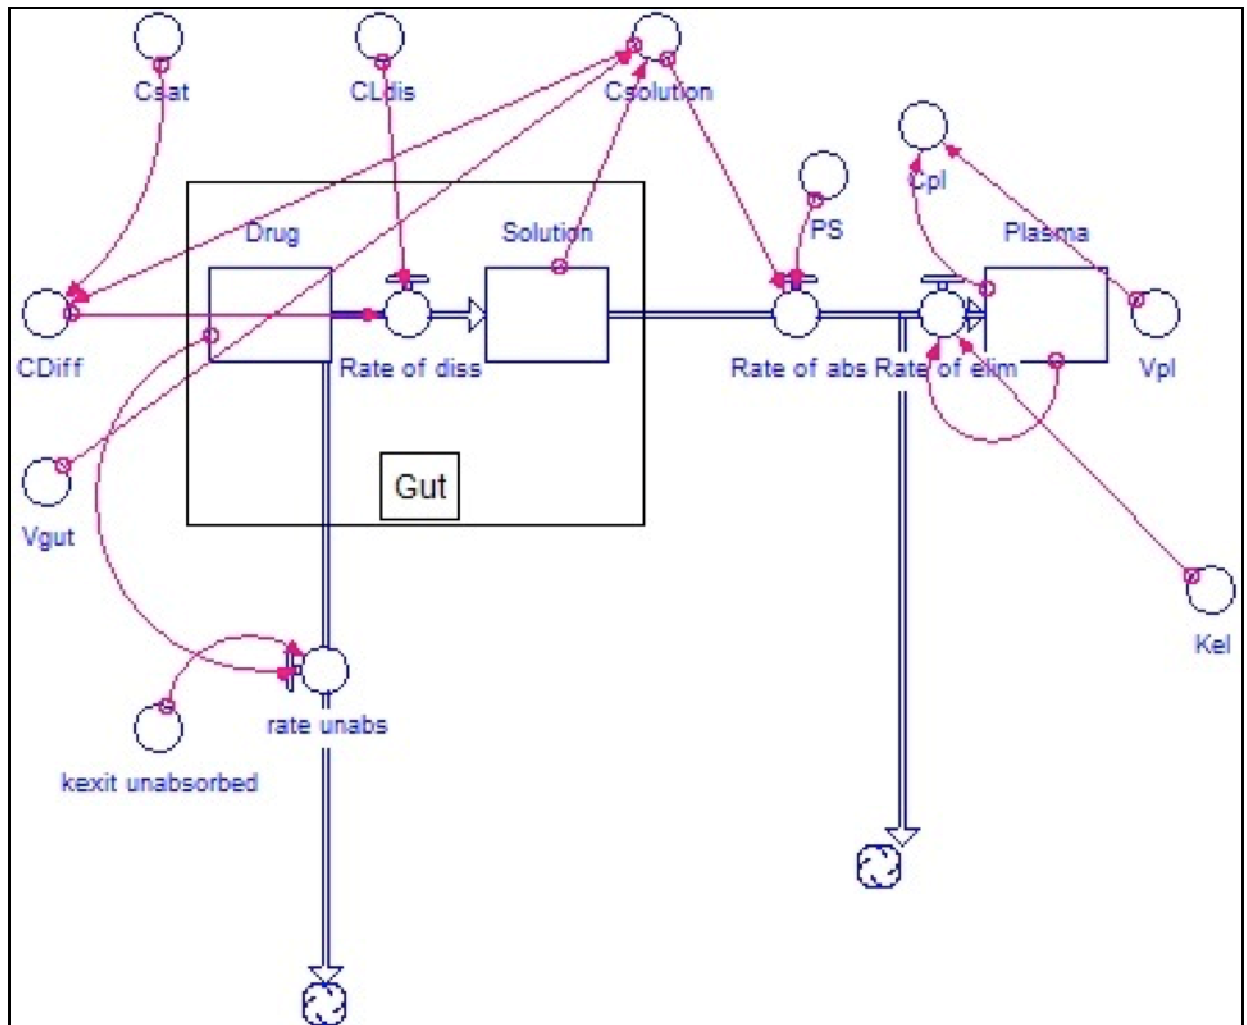 Csat
CLdis
Csolution
Cpl
PS
Drug
Solution
Plasma
CDiff
Rate of diss
Rate of abs
Rate of elim
Vpl
Gut
Vgut
Kel
rate unabs
kexit unabsorbed